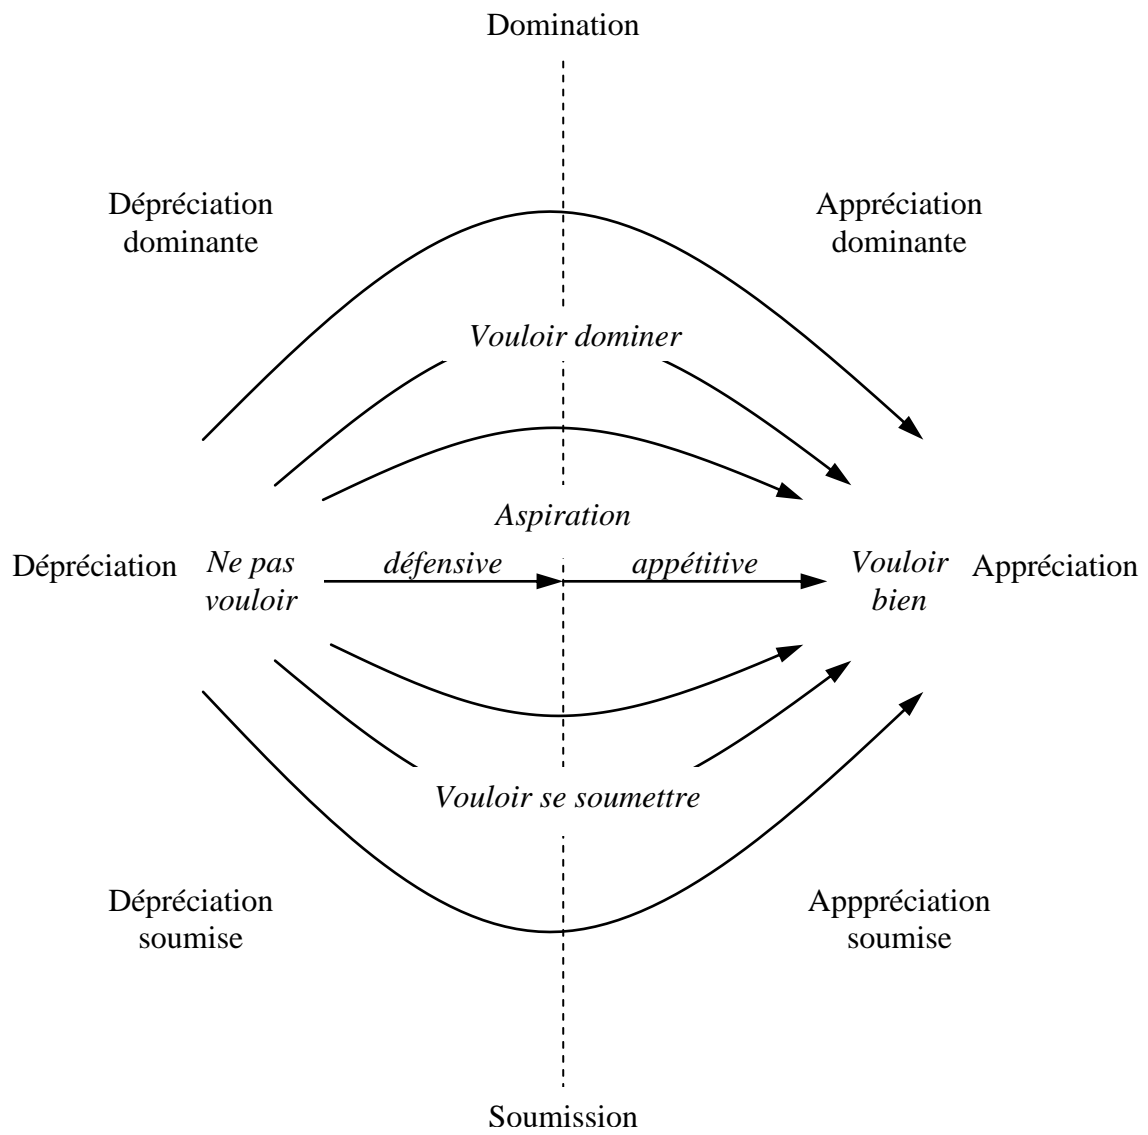 Domination
Dépréciation
dominante
Appréciation
dominante
Vouloir dominer
Aspiration
Dépréciation
Ne pas
vouloir
défensive
appétitive
Vouloir
bien
Appréciation
Vouloir se soumettre
Dépréciation
soumise
Apppréciation
soumise
Soumission